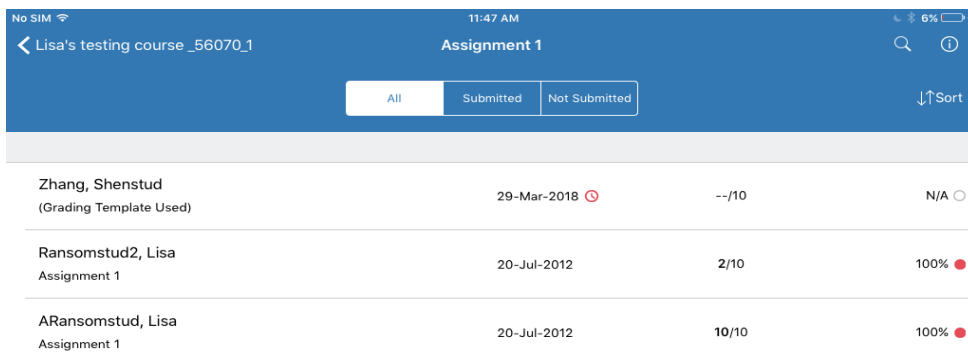 No SIM 11:47 AM 6%
Lisa's testing course _56070_1 Assignment 1
All Submitted Not Submitted Sort
Zhang, Shenstud
29-Mar-2018 --/10 N/A
(Grading Template Used)
Ransomstud2, Lisa
20-Jul-2012 2/10 100%
Assignment 1
ARansomstud, Lisa
20-Jul-2012 10/10 100%
Assignment 1